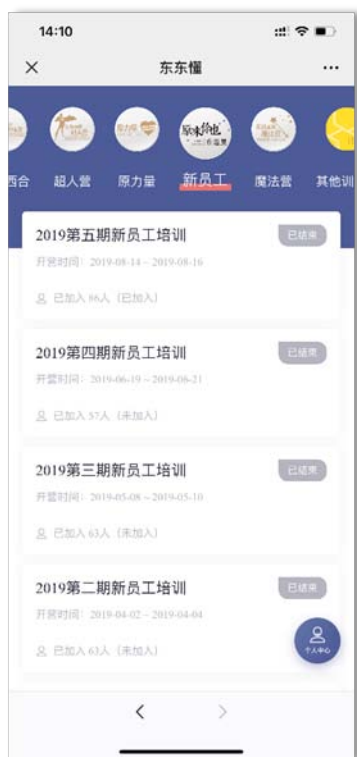 14:10
东东懂
西合 超人营 原力量 新员工 魔法营 其他训
2019第五期新员工培训 已结束
开营时间：2019-08-14 ~ 2019-08-16
已加入 86人（已加入）
2019第四期新员工培训 已结束
开营时间：2019-06-19 ~ 2019-06-21
已加入 57人（未加入）
2019第三期新员工培训 已结束
开营时间：2019-05-08 ~ 2019-05-10
已加入 63人（未加入）
2019第二期新员工培训 已结束
开营时间：2019-04-02 ~ 2019-04-04
已加入 63人（未加入）
个人中心